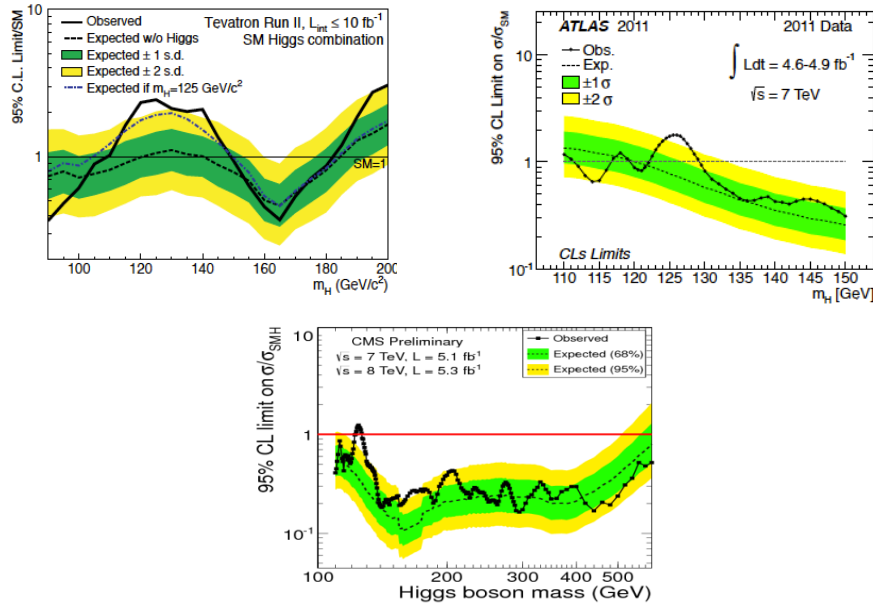 Observed
Expected w/o Higgs
Expected ± 1 s.d.
Expected ± 2 s.d.
Expected if m_H=125 GeV/c²
Tevatron Run II, L_int ≤ 10 fb⁻¹
SM Higgs combination
SM=1
95% C.L. Limit/SM
10
1
100 120 140 160 180 200
m_H (GeV/c²)
ATLAS 2011 2011 Data
Obs.
Exp.
±1 σ
±2 σ
∫ Ldt = 4.6-4.9 fb⁻¹
√s = 7 TeV
CLs Limits
95% CL Limit on σ/σ_SM
10
1
10⁻¹
110 115 120 125 130 135 140 145 150
m_H [GeV]
CMS Preliminary
√s = 7 TeV, L = 5.1 fb⁻¹
√s = 8 TeV, L = 5.3 fb⁻¹
Observed
Expected (68%)
Expected (95%)
95% CL limit on σ/σ_SMH
10
1
10⁻¹
100 200 300 400 500
Higgs boson mass (GeV)